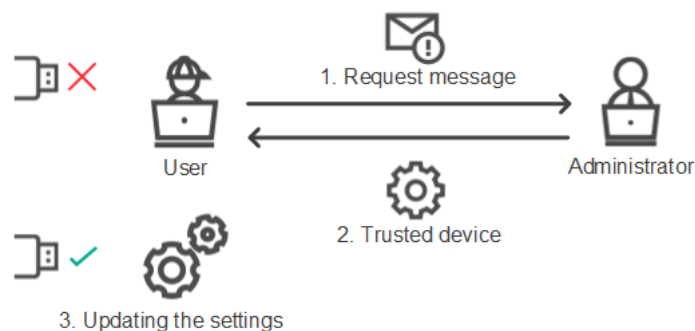 1. Request message
User
Administrator
2. Trusted device
3. Updating the settings